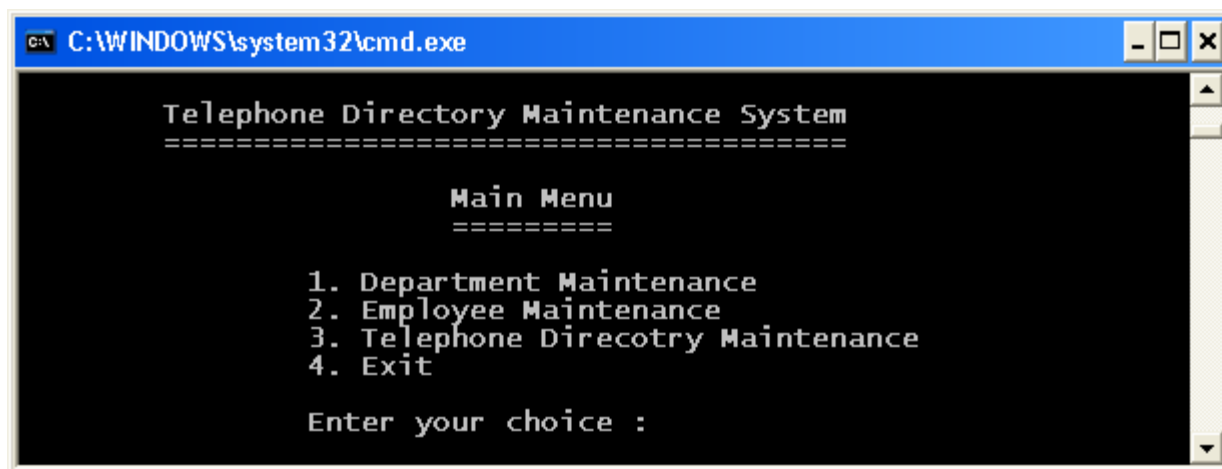 C:\WINDOWS\system32\cmd.exe
Telephone Directory Maintenance System
======================================
Main Menu
=========
1. Department Maintenance
2. Employee Maintenance
3. Telephone Direcotry Maintenance
4. Exit
Enter your choice :